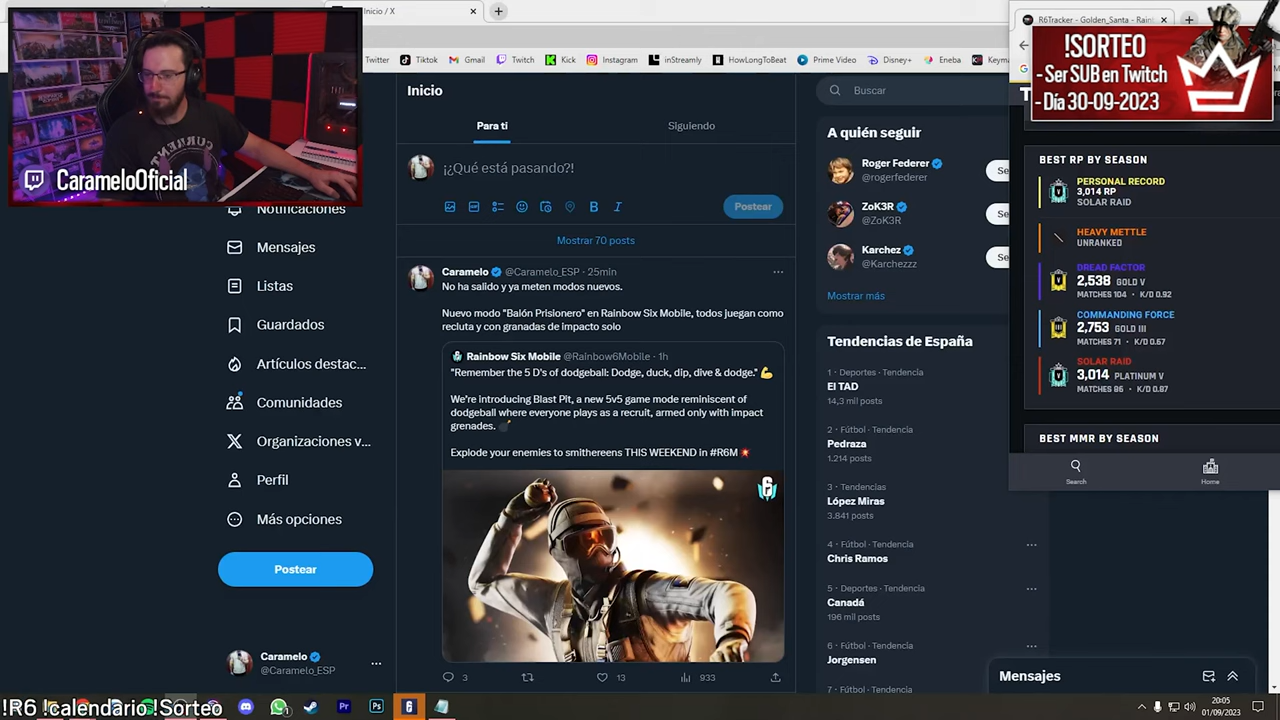 Inicio / X
R6Tracker - Golden_Santa - Rain
Twitter
Tiktok
Gmail
Twitch
Kick
Instagram
inStreamly
HowLongToBeat
Prime Video
Disney+
Eneba
!SORTEO
- Ser SUB en Twitch
- Día 30-09-2023
CarameloOficial
Notificaciones
Mensajes
Listas
Guardados
Artículos destac...
Comunidades
Organizaciones v...
Perfil
Más opciones
Postear
Caramelo
@Caramelo_ESP
Inicio
Para ti
Siguiendo
¡¿Qué está pasando?!
Postear
Mostrar 70 posts
Caramelo @Caramelo_ESP · 25min
No ha salido y ya meten modos nuevos.
Nuevo modo "Balón Prisionero" en Rainbow Six Mobile, todos juegan como
recluta y con granadas de impacto solo
Rainbow Six Mobile @Rainbow6Mobile · 1h
"Remember the 5 D's of dodgeball: Dodge, duck, dip, dive & dodge." 💪
We're introducing Blast Pit, a new 5v5 game mode reminiscent of
dodgeball where everyone plays as a recruit, armed only with impact
grenades. 💣
Explode your enemies to smithereens THIS WEEKEND in #R6M 💥
3
13
933
Buscar
A quién seguir
Roger Federer
@rogerfederer
ZoK3R
@ZoK3R
Karchez
@Karchezzz
Mostrar más
Tendencias de España
1 · Deportes · Tendencia
El TAD
14,3 mil posts
2 · Fútbol · Tendencia
Pedraza
1.214 posts
3 · Tendencias
López Miras
3.841 posts
4 · Fútbol · Tendencia
Chris Ramos
5 · Deportes · Tendencia
Canadá
196 mil posts
6 · Fútbol · Tendencia
Jorgensen
Mensajes
BEST RP BY SEASON
PERSONAL RECORD
3,014 RP
SOLAR RAID
HEAVY METTLE
UNRANKED
DREAD FACTOR
2,538 GOLD V
MATCHES 104 · K/D 0.92
COMMANDING FORCE
2,753 GOLD III
MATCHES 71 · K/D 0.67
SOLAR RAID
3,014 PLATINUM V
MATCHES 86 · K/D 0.87
BEST MMR BY SEASON
Search
Home
!R6 !calendario !Sorteo
20:05
01/09/2023